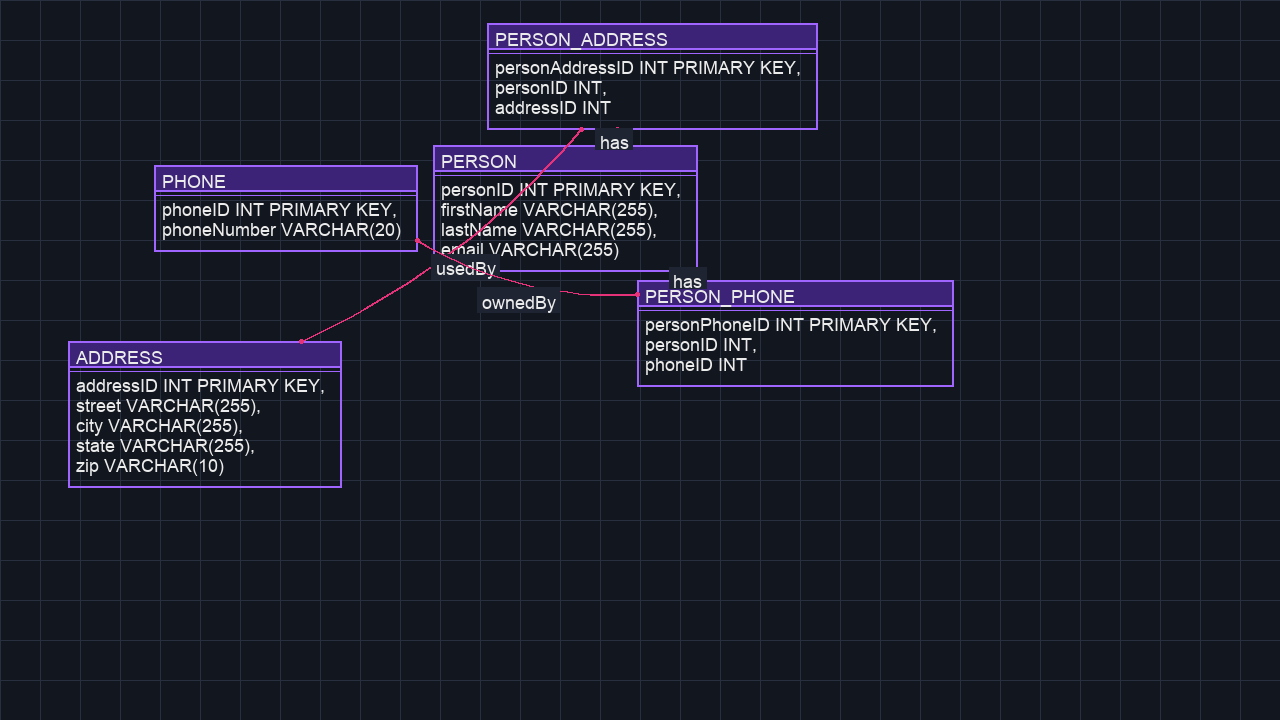 PERSON_ADDRESS
personAddressID INT PRIMARY KEY,
personID INT,
addressID INT
has
PERSON
personID INT PRIMARY KEY,
firstName VARCHAR(255),
lastName VARCHAR(255),
email VARCHAR(255)
PHONE
phoneID INT PRIMARY KEY,
phoneNumber VARCHAR(20)
usedBy
ownedBy
has
PERSON_PHONE
personPhoneID INT PRIMARY KEY,
personID INT,
phoneID INT
ADDRESS
addressID INT PRIMARY KEY,
street VARCHAR(255),
city VARCHAR(255),
state VARCHAR(255),
zip VARCHAR(10)